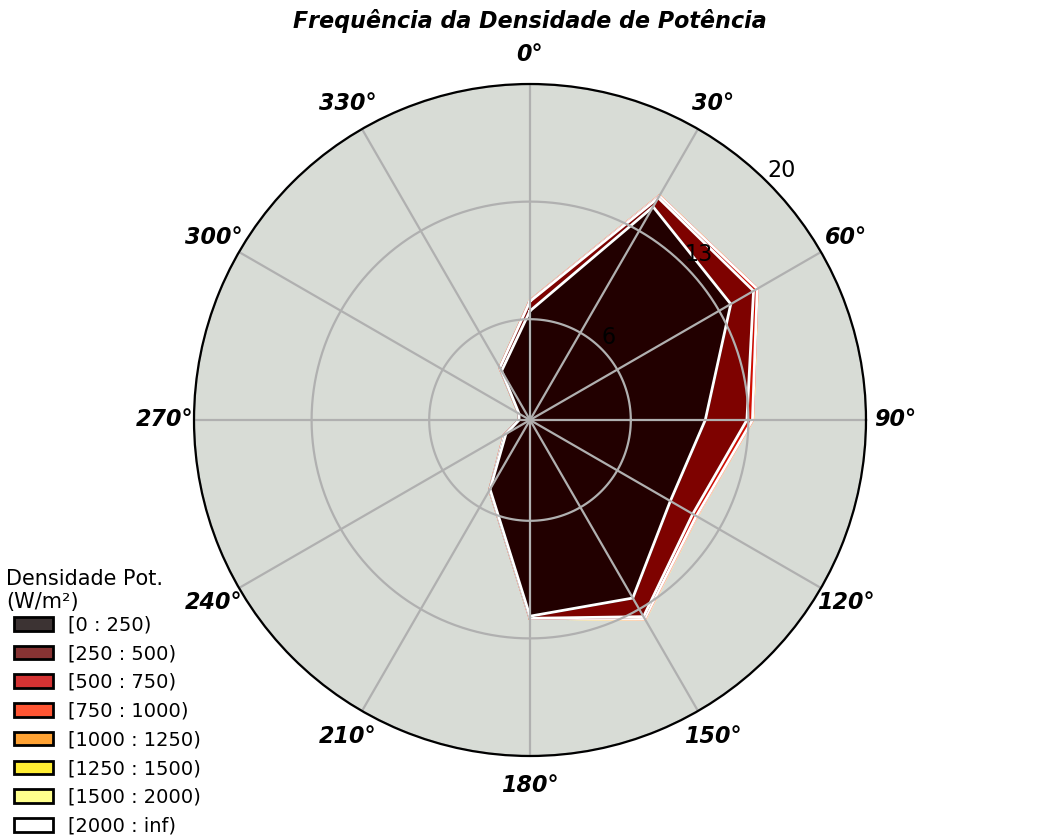 Frequência da Densidade de Potência
0°
330°
30°
20
300°
60°
13
6
270°
90°
240°
120°
210°
150°
180°
Densidade Pot.
(W/m²)
[0 : 250)
[250 : 500)
[500 : 750)
[750 : 1000)
[1000 : 1250)
[1250 : 1500)
[1500 : 2000)
[2000 : inf)